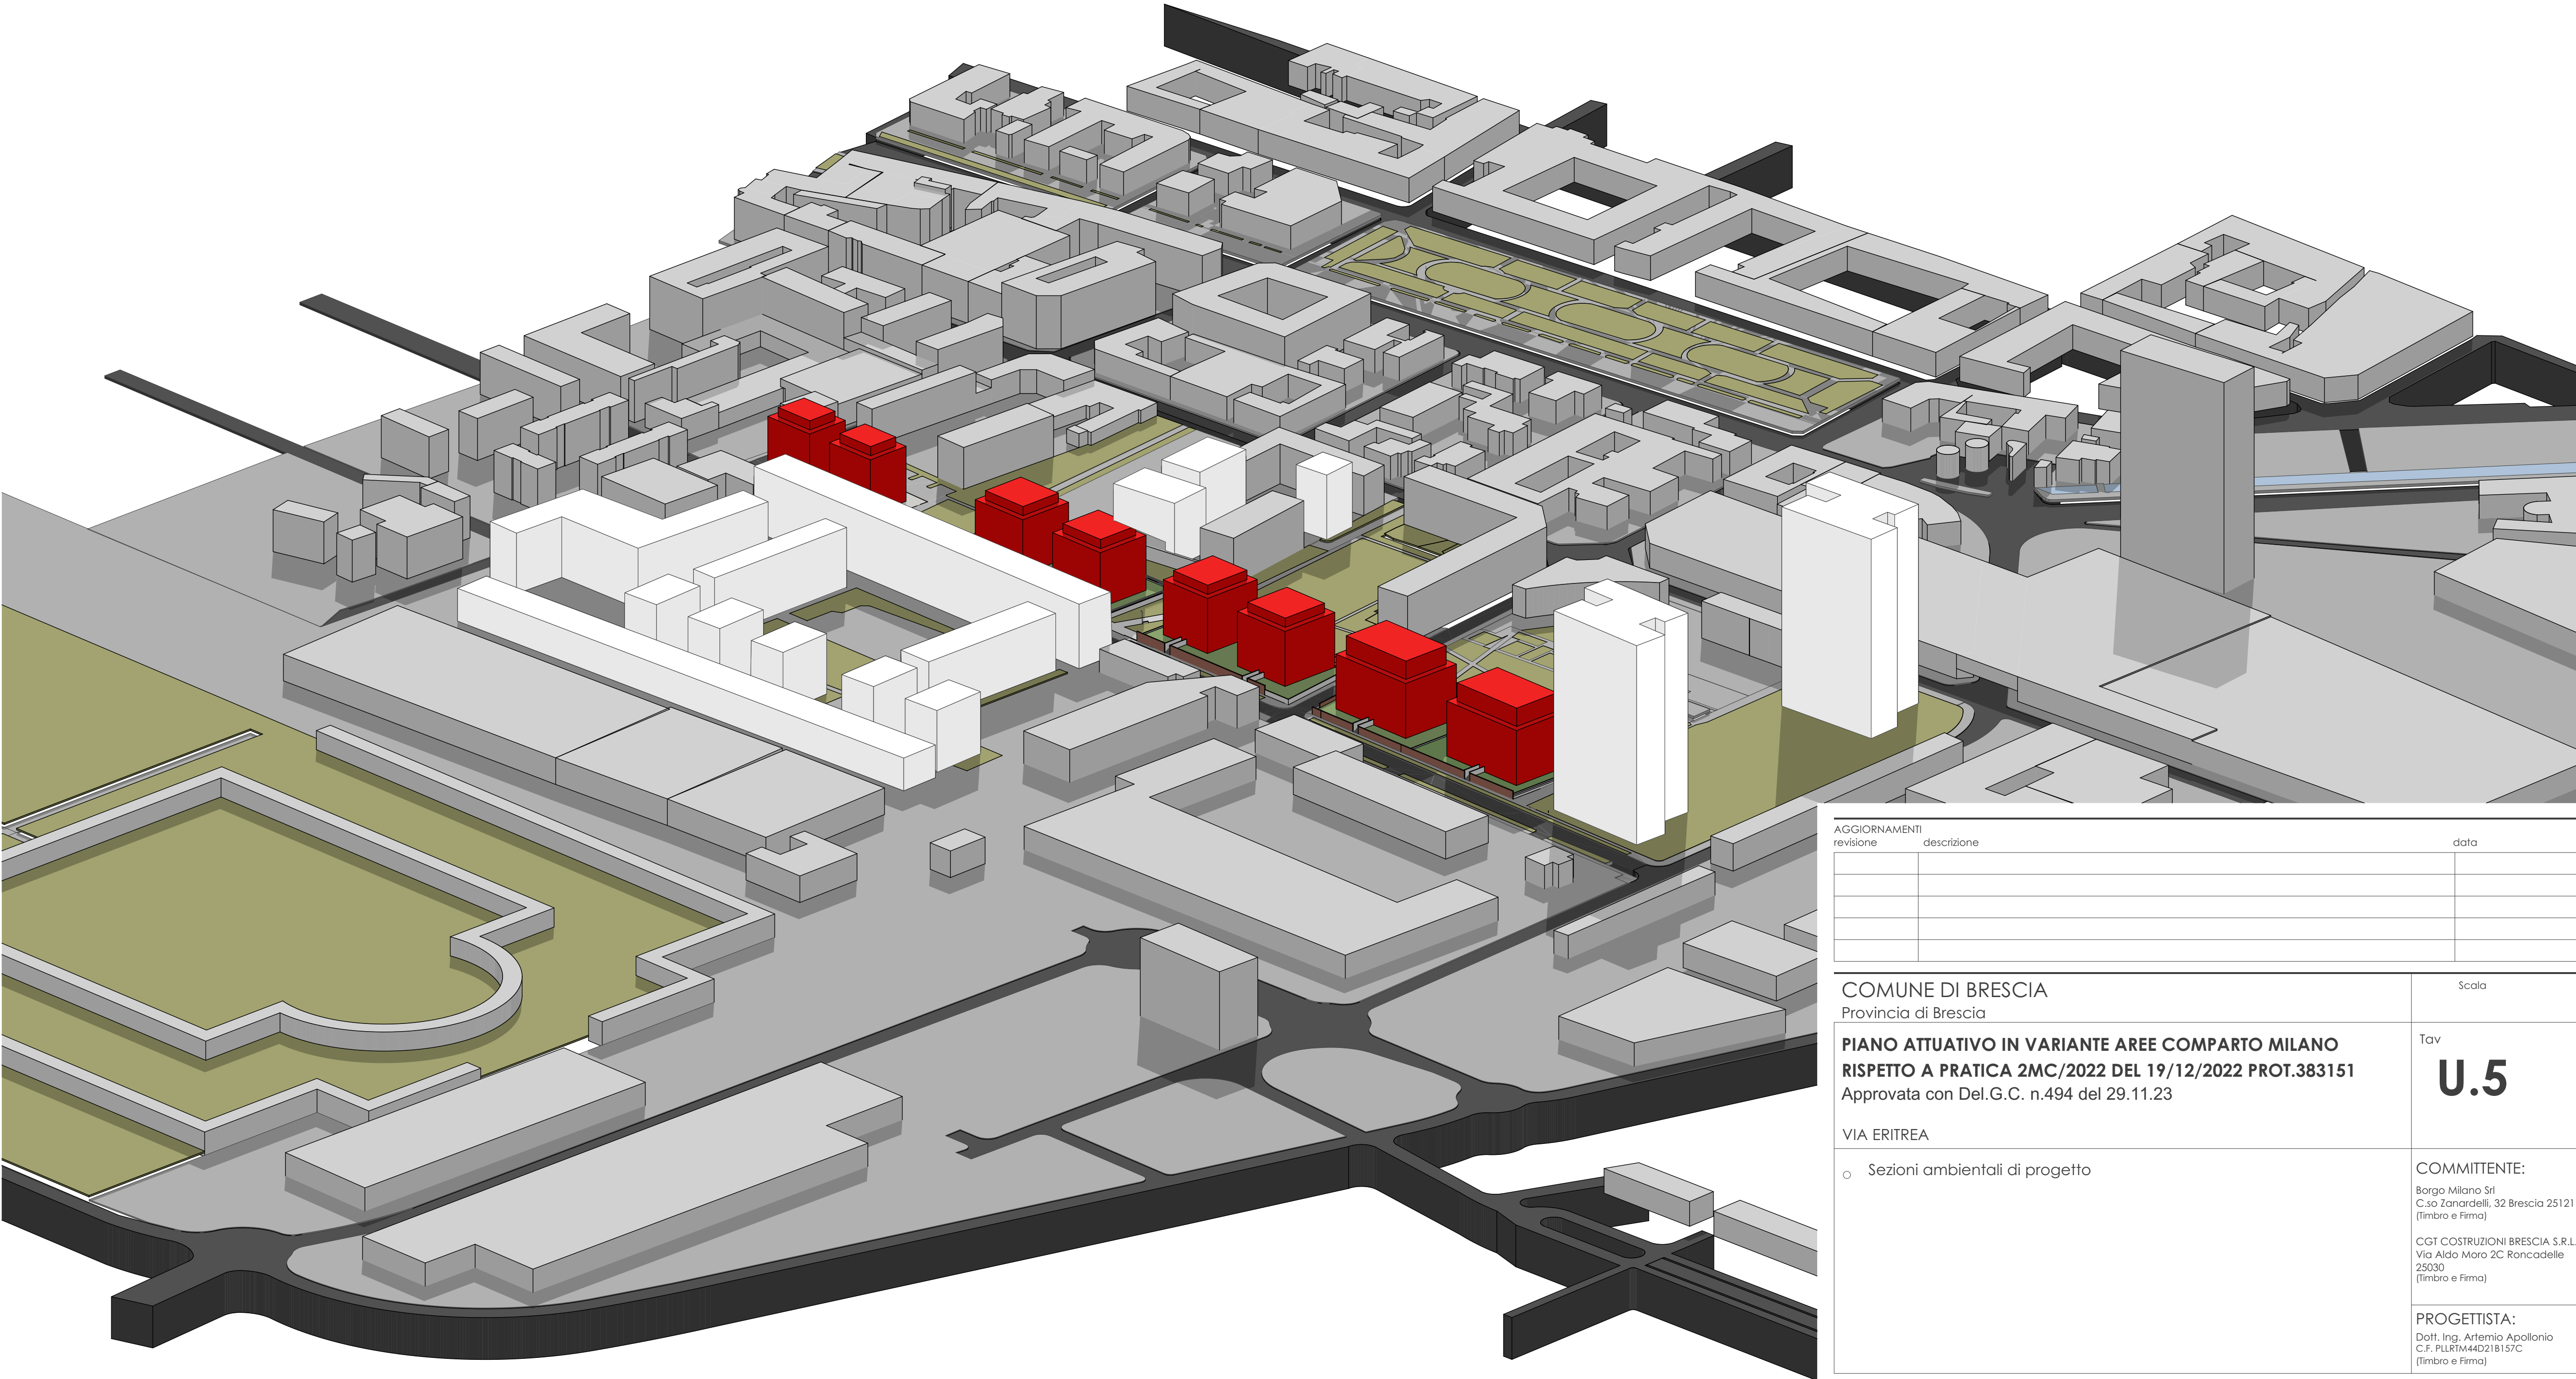 AGGIORNAMENTI
revisione descrizione data
COMUNE DI BRESCIA
Provincia di Brescia
Scala
PIANO ATTUATIVO IN VARIANTE AREE COMPARTO MILANO
RISPETTO A PRATICA 2MC/2022 DEL 19/12/2022 PROT.383151
Approvata con Del.G.C. n.494 del 29.11.23
VIA ERITREA
Tav
U.5
Sezioni ambientali di progetto
COMMITTENTE:
Borgo Milano Srl
C.so Zanardelli, 32 Brescia 25121
(Timbro e Firma)
CGT COSTRUZIONI BRESCIA S.R.L.
Via Aldo Moro 2C Roncadelle
25030
(Timbro e Firma)
PROGETTISTA:
Dott. Ing. Artemio Apollonio
C.F. PLLRTM44D21B157C
(Timbro e Firma)